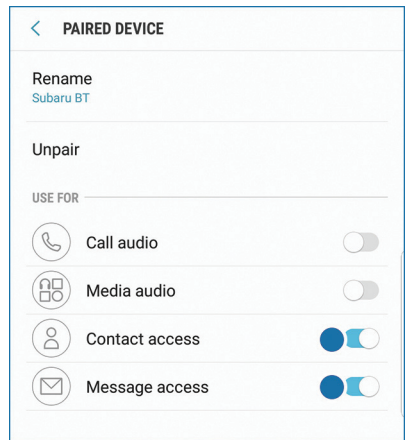 PAIRED DEVICE
Rename
Subaru BT
Unpair
USE FOR
Call audio
Media audio
Contact access
Message access